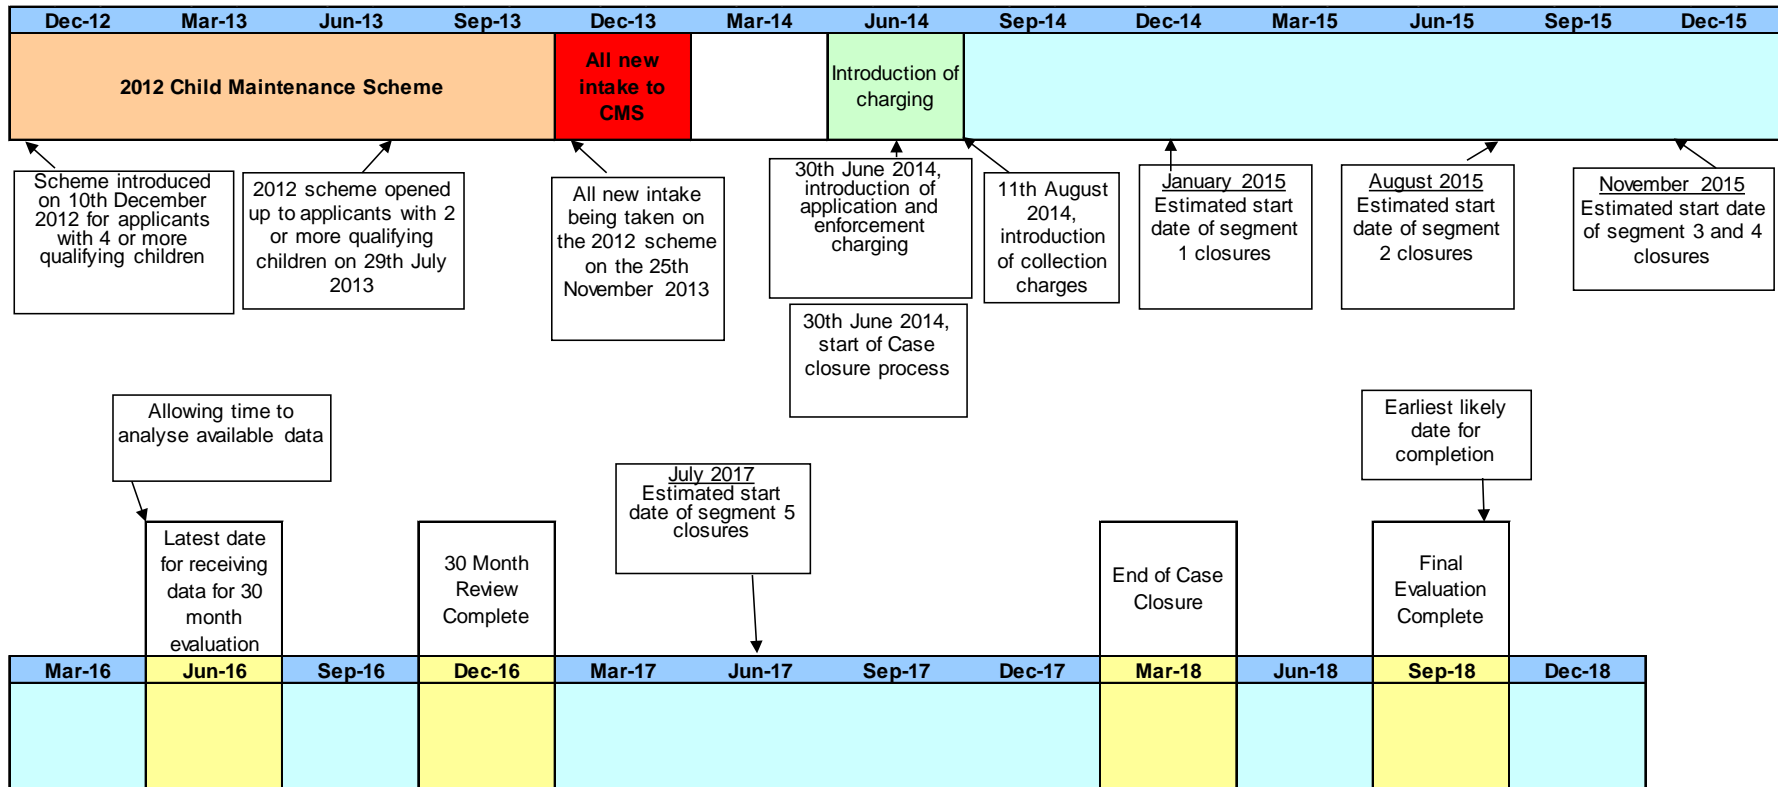 Dec-12 Mar-13 Jun-13 Sep-13 Dec-13 Mar-14 Jun-14 Sep-14 Dec-14 Mar-15 Jun-15 Sep-15 Dec-15
2012 Child Maintenance Scheme
All new
intake to
CMS
Introduction of
charging
Scheme introduced
on 10th December
2012 for applicants
with 4 or more
qualifying children
2012 scheme opened
up to applicants with 2
or more qualifying
children on 29th July
2013
All new intake
being taken on
the 2012 scheme
on the 25th
November 2013
30th June 2014,
introduction of
application and
enforcement
charging
30th June 2014,
start of Case
closure process
11th August
2014,
introduction
of collection
charges
January 2015
Estimated start
date of segment
1 closures
August 2015
Estimated start
date of segment
2 closures
November 2015
Estimated start date
of segment 3 and 4
closures
Allowing time to
analyse available data
July 2017
Estimated start
date of segment 5
closures
Earliest likely
date for
completion
Latest date
for receiving
data for 30
month
evaluation
30 Month
Review
Complete
End of Case
Closure
Final
Evaluation
Complete
Mar-16 Jun-16 Sep-16 Dec-16 Mar-17 Jun-17 Sep-17 Dec-17 Mar-18 Jun-18 Sep-18 Dec-18